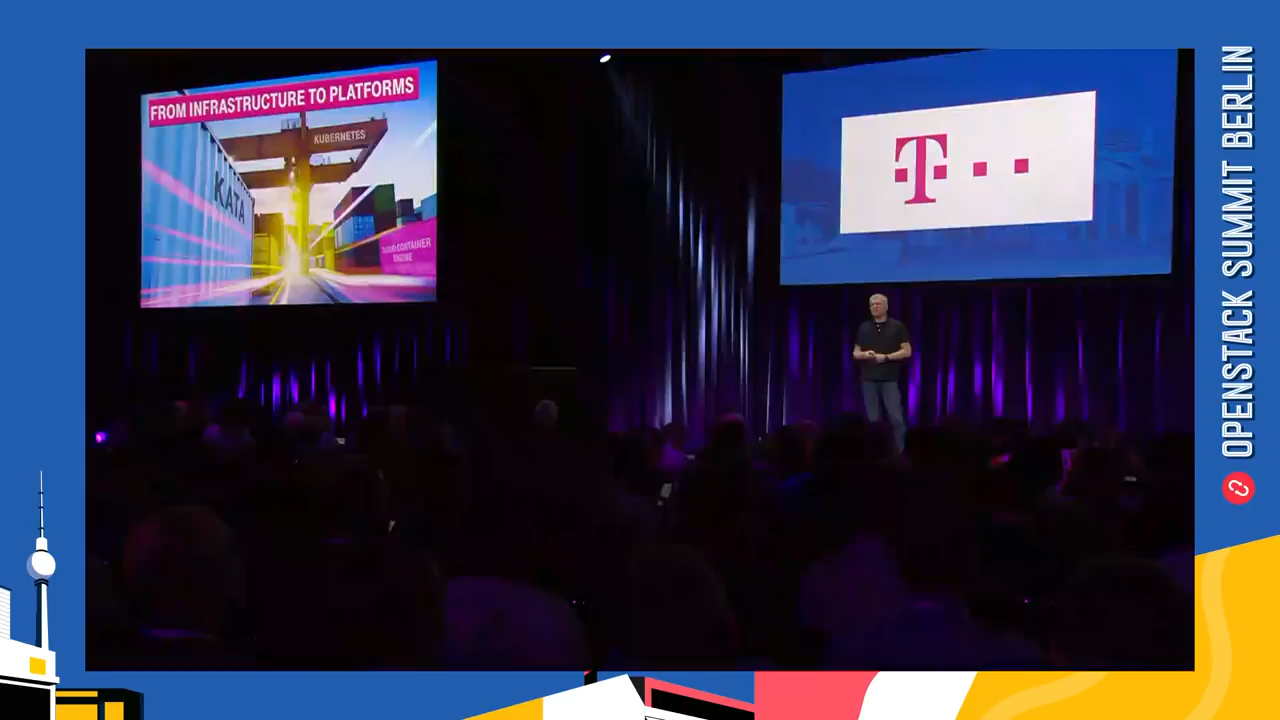 FROM INFRASTRUCTURE TO PLATFORMS
KUBERNETES
KATA
CLOUD CONTAINER
ENGINE
T
OPENSTACK SUMMIT BERLIN